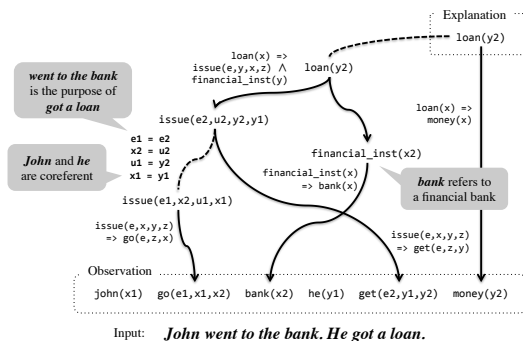 Explanation
loan(x) =>
issue(e,y,x,z) ∧
financial_inst(y)
loan(y2)
went to the bank
is the purpose of
got a loan
issue(e2,u2,y2,y1)
loan(x) =>
money(x)
e1 = e2
x2 = u2
u1 = y2
x1 = y1
John and he
are coreferent
financial_inst(x2)
financial_inst(x)
=> bank(x)
bank refers to
a financial bank
issue(e1,x2,u1,x1)
issue(e,x,y,z)
=> go(e,z,x)
issue(e,x,y,z)
=> get(e,z,y)
Observation
john(x1) go(e1,x1,x2) bank(x2) he(y1) get(e2,y1,y2) money(y2)
Input: John went to the bank. He got a loan.